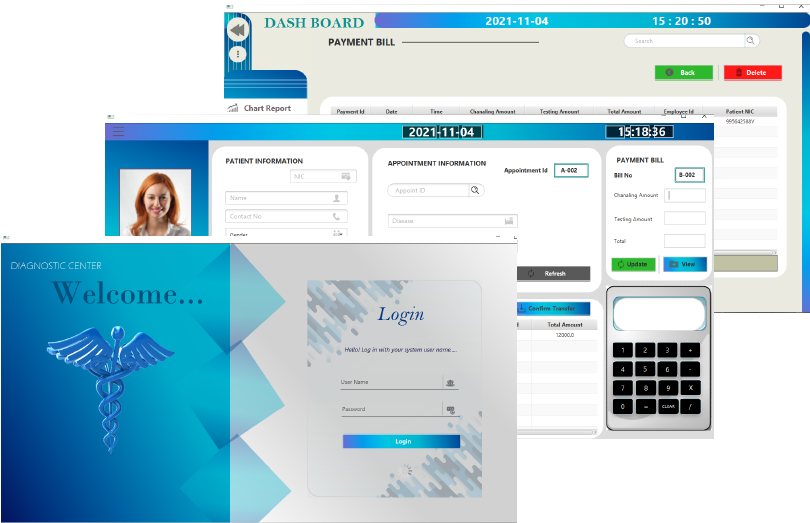 DASH BOARD
2021-11-04
15 : 20 : 50
PAYMENT BILL
Search
Back
Delete
Chart Report
Payment Id Date Time Chanaling Amount Testing Amount Total Amount Employee Id Patient NIC
995642588V
2021-11-04
15:18:36
PATIENT INFORMATION
NIC
Name
Contact No
Gender
APPOINTMENT INFORMATION
Appointment Id A-002
Appoint ID
Disease
Refresh
Confirm Transfer
Total Amount
12000.0
PAYMENT BILL
Bill No B-002
Chanaling Amount
Testing Amount
Total
Update
View
1 2 3 +
4 5 6 -
7 8 9 X
0 = CLEAR /
DIAGNOSTIC CENTER
Welcome...
Login
Hello! Log in with your system user name....
User Name
Password
Login